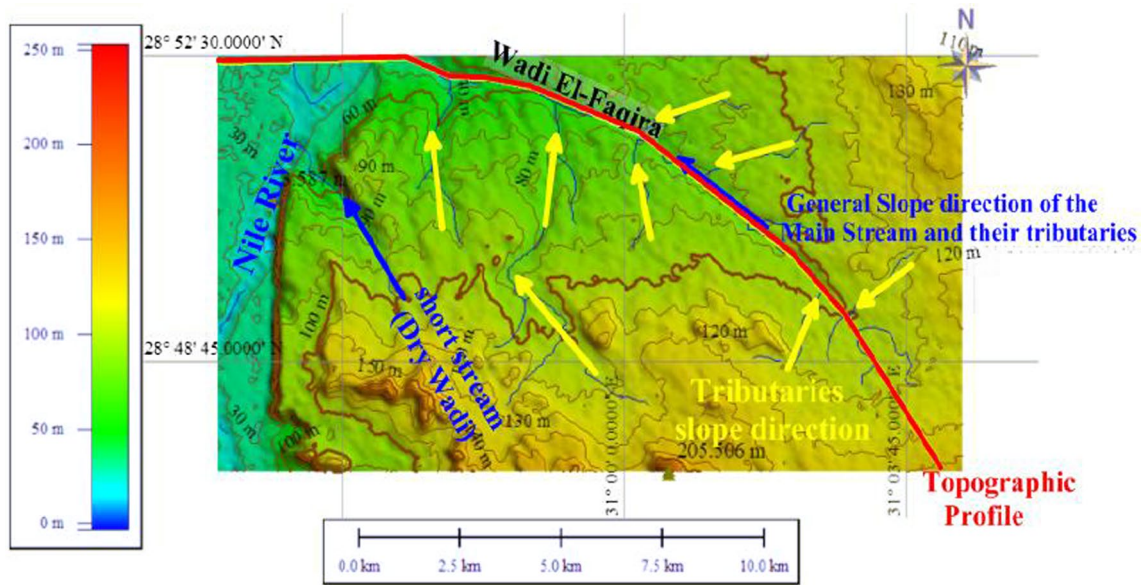 250 m
200 m
150 m
100 m
50 m
0 m
28° 52' 30.0000' N
28° 48' 45.0000' N
N
110 m
130 m
Wadi El-Faqira
60 m
30 m
90 m
80 m
Nile River
General Slope direction of the
Main Stream and their tributaries
120 m
100 m
short stream
(Dry Wadi)
150 m
120 m
130 m
30 m
100 m
Tributaries
slope direction
205.506 m
31° 00' 0.0000' E
31° 03' 45.0000' E
Topographic
Profile
0.0 km
2.5 km
5.0 km
7.5 km
10.0 km